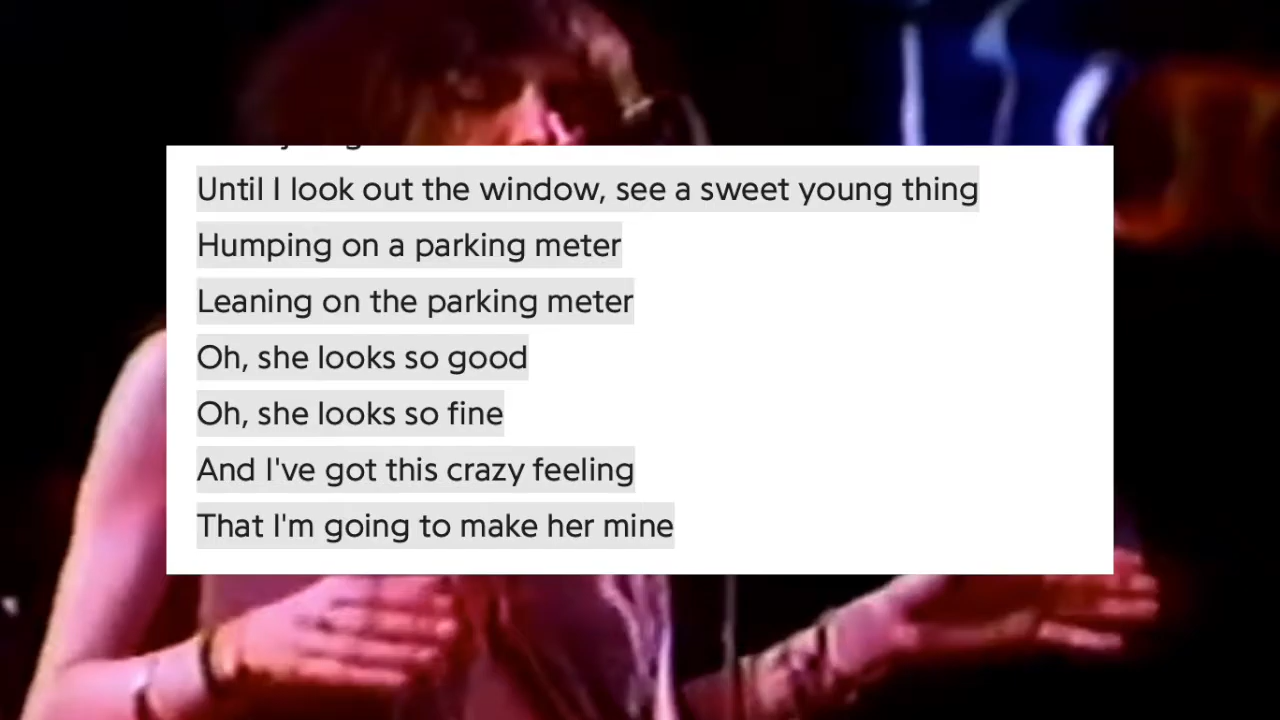 Until I look out the window, see a sweet young thing
Humping on a parking meter
Leaning on the parking meter
Oh, she looks so good
Oh, she looks so fine
And I've got this crazy feeling
That I'm going to make her mine